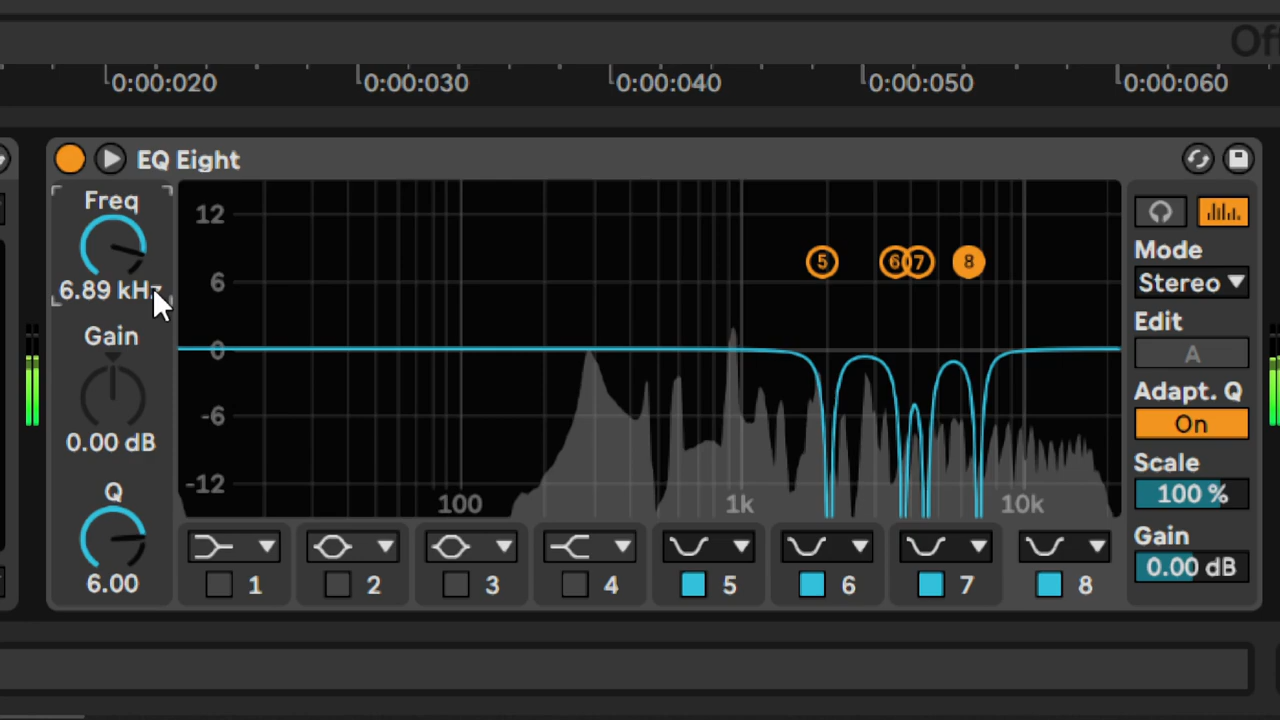 Of
0:00:020 0:00:030 0:00:040 0:00:050 0:00:060
EQ Eight
Freq
6.89 kHz
Gain
0.00 dB
Q
6.00
12
6
0
-6
-12
100 1k 10k
5 6 7 8
1 2 3 4 5 6 7 8
Mode
Stereo
Edit
A
Adapt. Q
On
Scale
100 %
Gain
0.00 dB